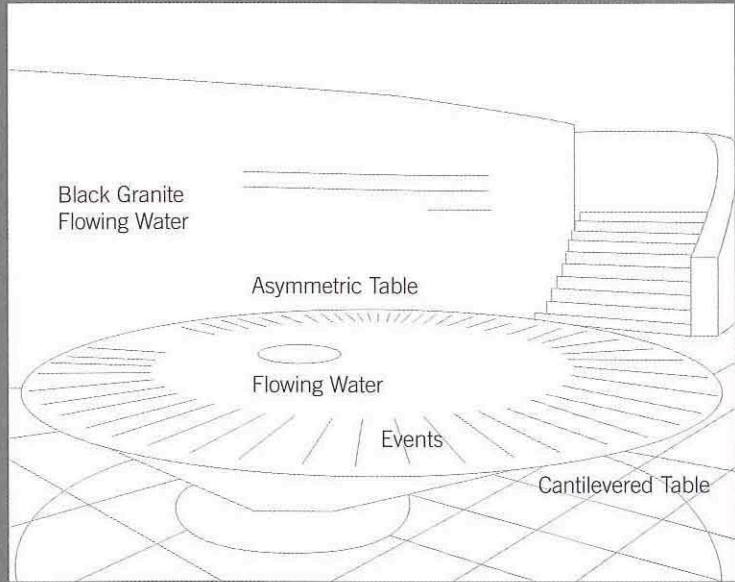 Black Granite
Flowing Water
Asymmetric Table
Flowing Water
Events
Cantilevered Table